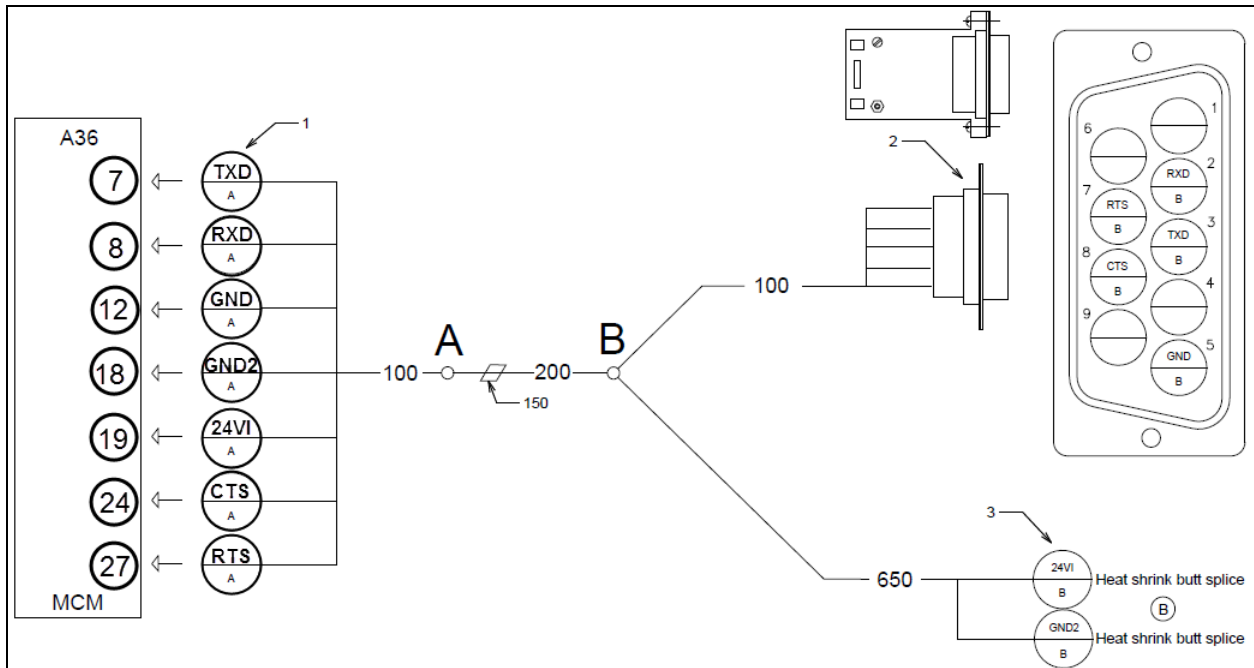 A36
7
TXD
A
8
RXD
A
12
GND
A
18
GND2
A
19
24VI
A
24
CTS
A
27
RTS
A
MCM
1
100
A
200
150
B
100
2
650
3
24VI
B
Heat shrink butt splice
B
GND2
B
Heat shrink butt splice
1
6
2
RXD
B
7
RTS
B
3
TXD
B
8
CTS
B
4
9
5
GND
B